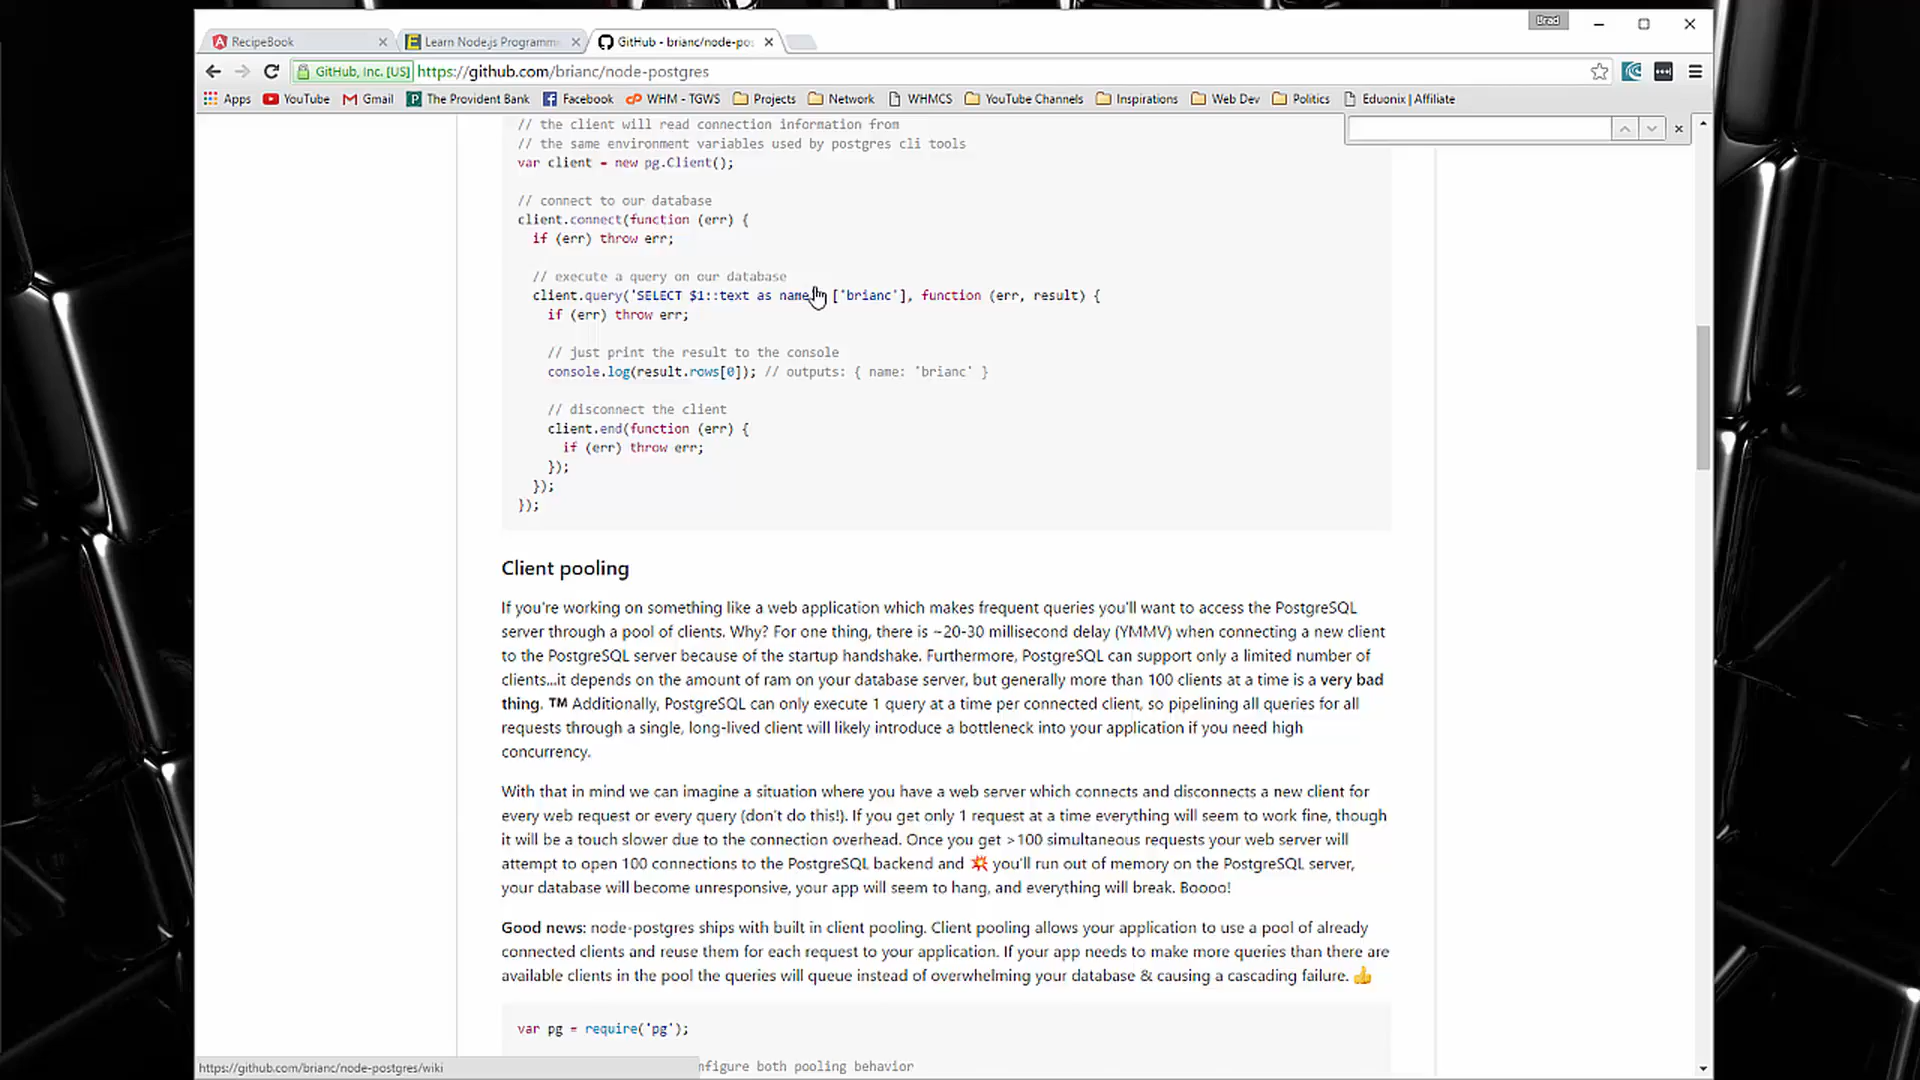 Brad
RecipeBook
Learn Node.js Programm
GitHub - brianc/node-pos
GitHub, Inc. [US]
https://github.com/brianc/node-postgres
Apps
YouTube
Gmail
The Provident Bank
Facebook
WHM - TGWS
Projects
Network
WHMCS
YouTube Channels
Inspirations
Web Dev
Politics
Eduonix | Affiliate
// the client will read connection information from
// the same environment variables used by postgres cli tools
var client = new pg.Client();
// connect to our database
client.connect(function (err) {
if (err) throw err;
// execute a query on our database
client.query('SELECT $1::text as name ['brianc'], function (err, result) {
if (err) throw err;
// just print the result to the console
console.log(result.rows[0]); // outputs: { name: 'brianc' }
// disconnect the client
client.end(function (err) {
if (err) throw err;
});
});
});
Client pooling
If you're working on something like a web application which makes frequent queries you'll want to access the PostgreSQL
server through a pool of clients. Why? For one thing, there is ~20-30 millisecond delay (YMMV) when connecting a new client
to the PostgreSQL server because of the startup handshake. Furthermore, PostgreSQL can support only a limited number of
clients...it depends on the amount of ram on your database server, but generally more than 100 clients at a time is a very bad
thing. ™ Additionally, PostgreSQL can only execute 1 query at a time per connected client, so pipelining all queries for all
requests through a single, long-lived client will likely introduce a bottleneck into your application if you need high
concurrency.
With that in mind we can imagine a situation where you have a web server which connects and disconnects a new client for
every web request or every query (don't do this!). If you get only 1 request at a time everything will seem to work fine, though
it will be a touch slower due to the connection overhead. Once you get >100 simultaneous requests your web server will
attempt to open 100 connections to the PostgreSQL backend and 💥 you'll run out of memory on the PostgreSQL server,
your database will become unresponsive, your app will seem to hang, and everything will break. Boooo!
Good news: node-postgres ships with built in client pooling. Client pooling allows your application to use a pool of already
connected clients and reuse them for each request to your application. If your app needs to make more queries than there are
available clients in the pool the queries will queue instead of overwhelming your database & causing a cascading failure. 👍
var pg = require('pg');
nfigure both pooling behavior
https://github.com/brianc/node-postgres/wiki